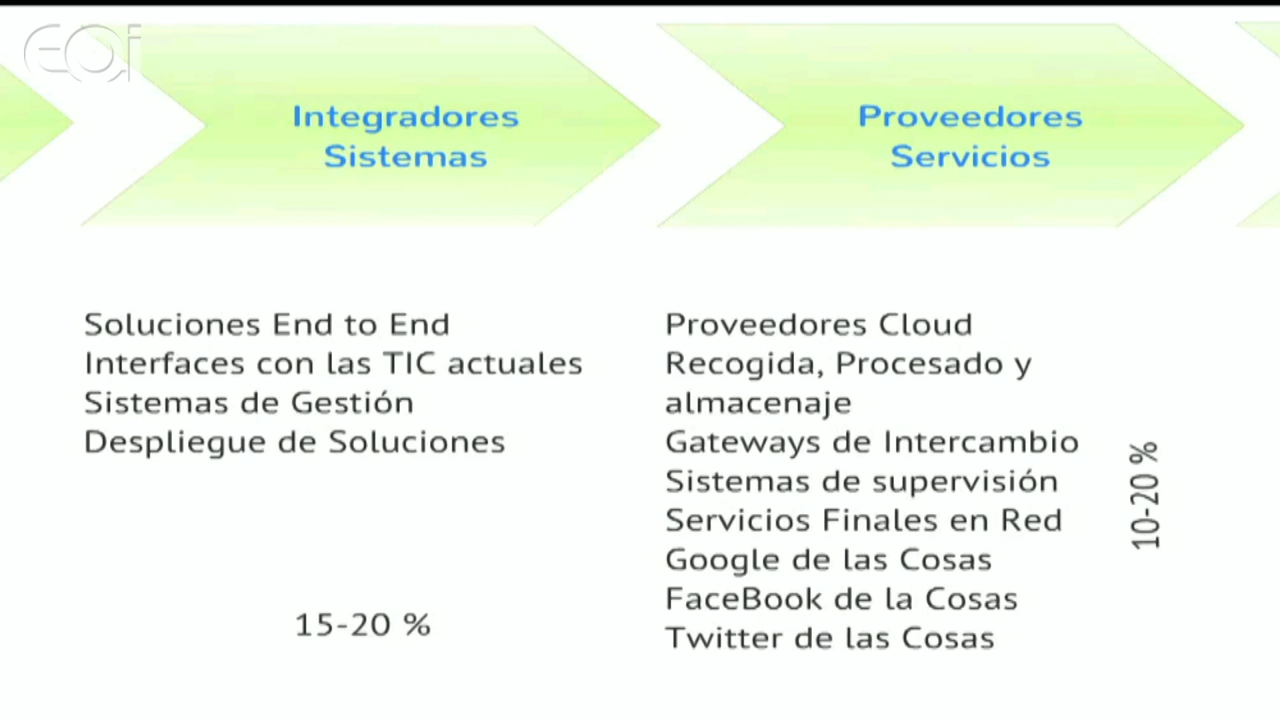 EOi
Integradores
Sistemas
Proveedores
Servicios
Soluciones End to End
Interfaces con las TIC actuales
Sistemas de Gestión
Despliegue de Soluciones
15-20 %
Proveedores Cloud
Recogida, Procesado y
almacenaje
Gateways de Intercambio
Sistemas de supervisión
Servicios Finales en Red
Google de las Cosas
FaceBook de la Cosas
Twitter de las Cosas
10-20 %